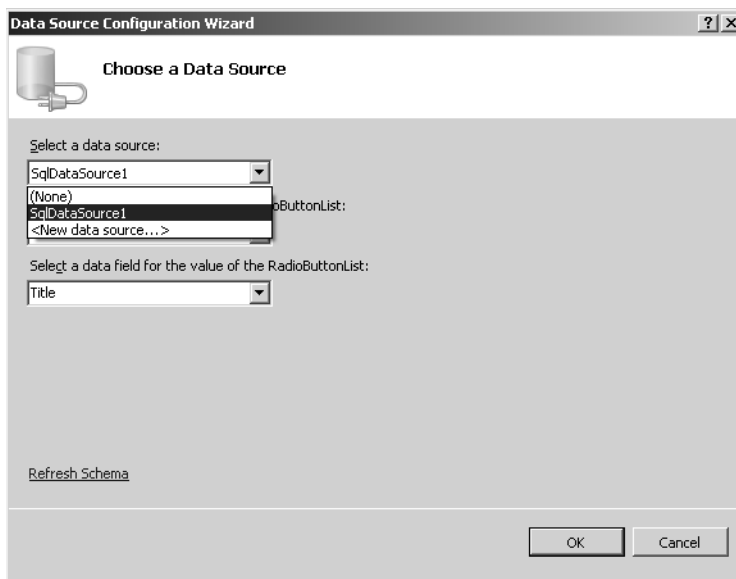 Data Source Configuration Wizard
Choose a Data Source
Select a data source:
SqlDataSource1
(None)
SqlDataSource1
<New data source...>
ButtonList:
Select a data field for the value of the RadioButtonList:
Title
Refresh Schema
OK
Cancel